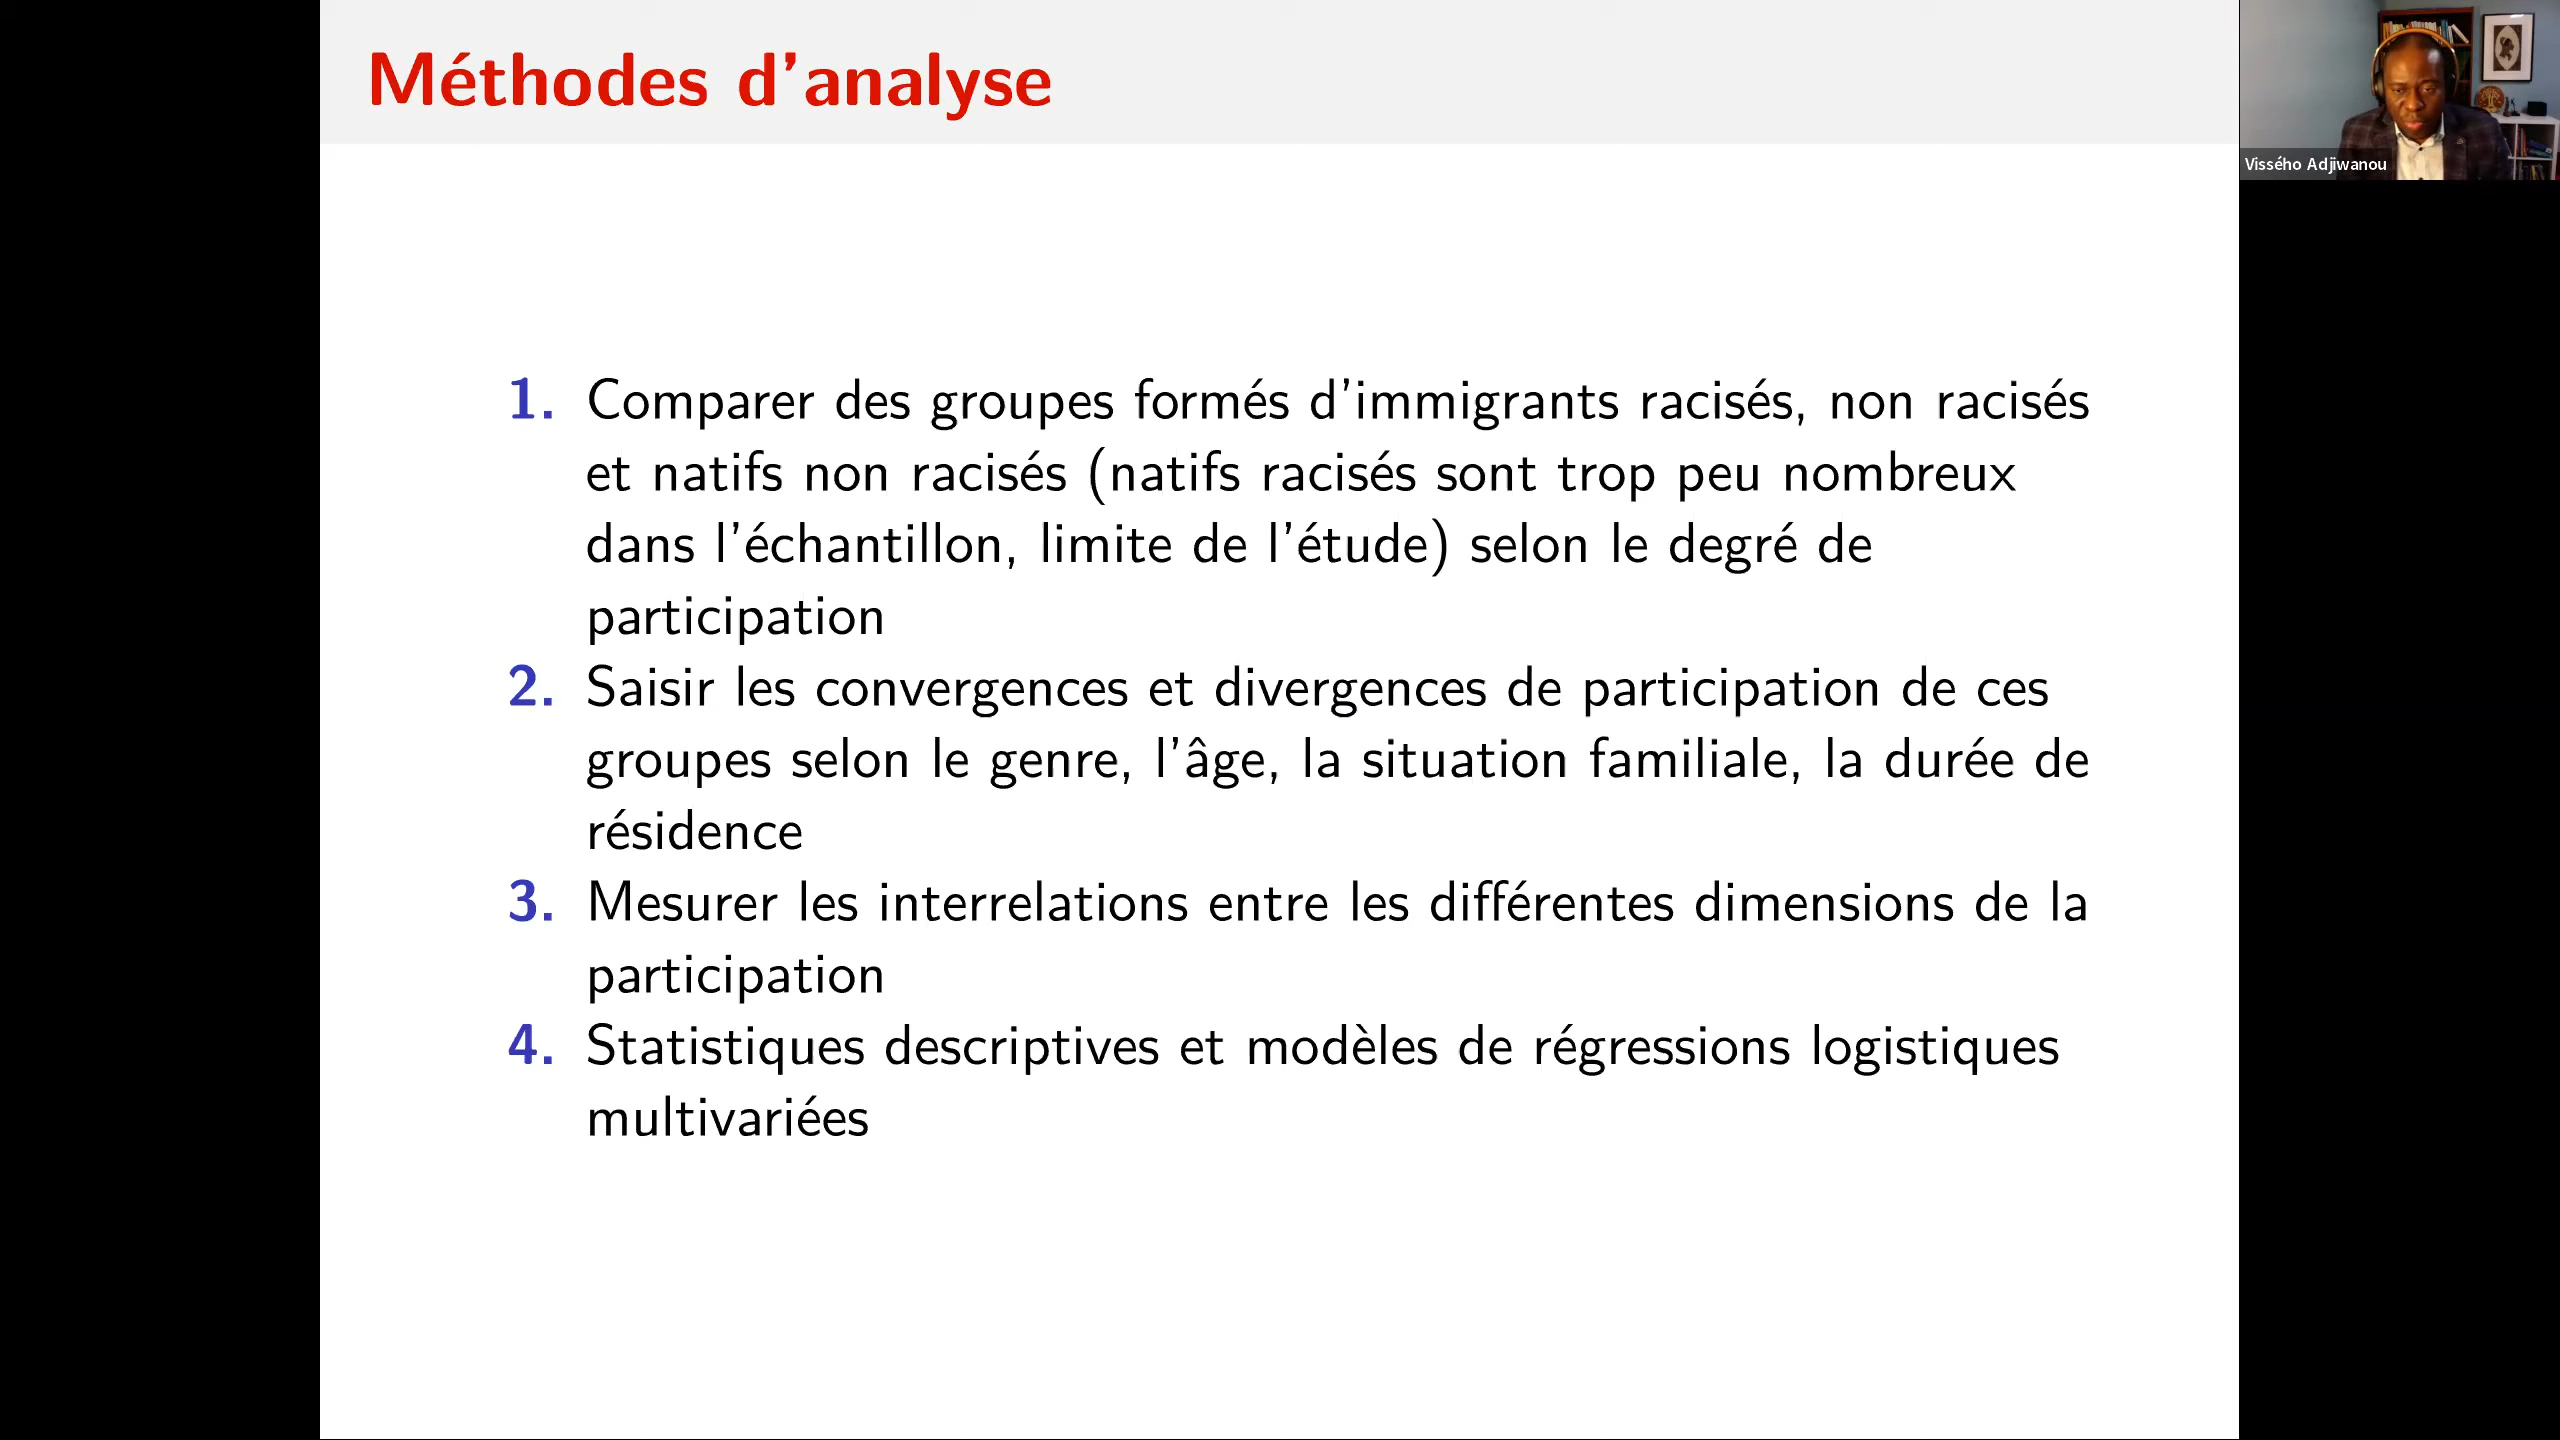 Méthodes d'analyse
Vissého Adjiwanou
1. Comparer des groupes formés d'immigrants racisés, non racisés
et natifs non racisés (natifs racisés sont trop peu nombreux
dans l'échantillon, limite de l'étude) selon le degré de
participation
2. Saisir les convergences et divergences de participation de ces
groupes selon le genre, l'âge, la situation familiale, la durée de
résidence
3. Mesurer les interrelations entre les différentes dimensions de la
participation
4. Statistiques descriptives et modèles de régressions logistiques
multivariées